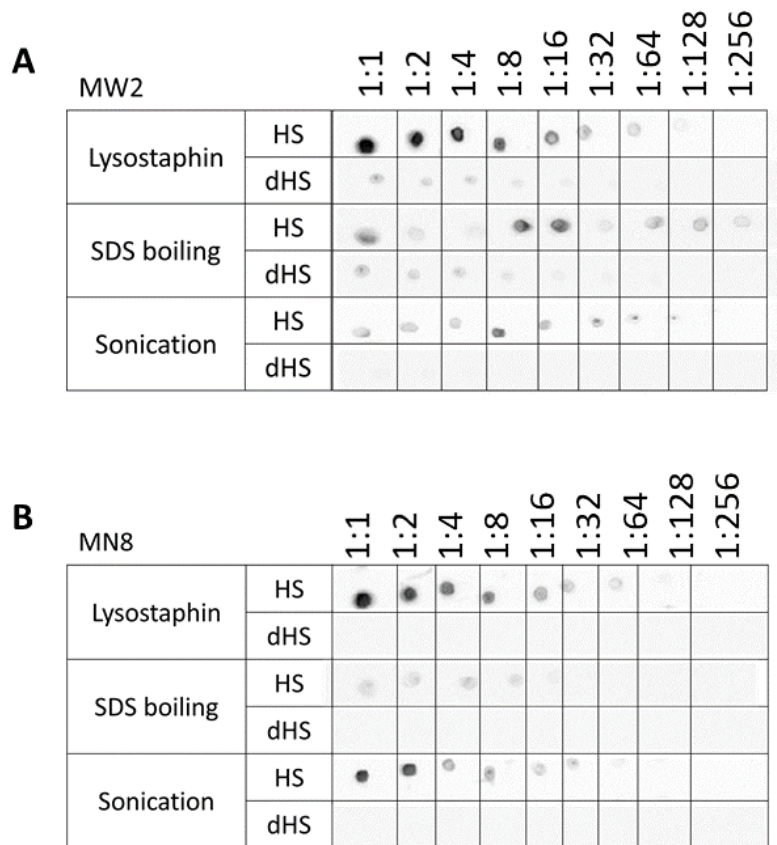 A
MW2
1:1 1:2 1:4 1:8 1:16 1:32 1:64 1:128 1:256
Lysostaphin
HS
dHS
SDS boiling
HS
dHS
Sonication
HS
dHS
B
MN8
1:1 1:2 1:4 1:8 1:16 1:32 1:64 1:128 1:256
Lysostaphin
HS
dHS
SDS boiling
HS
dHS
Sonication
HS
dHS